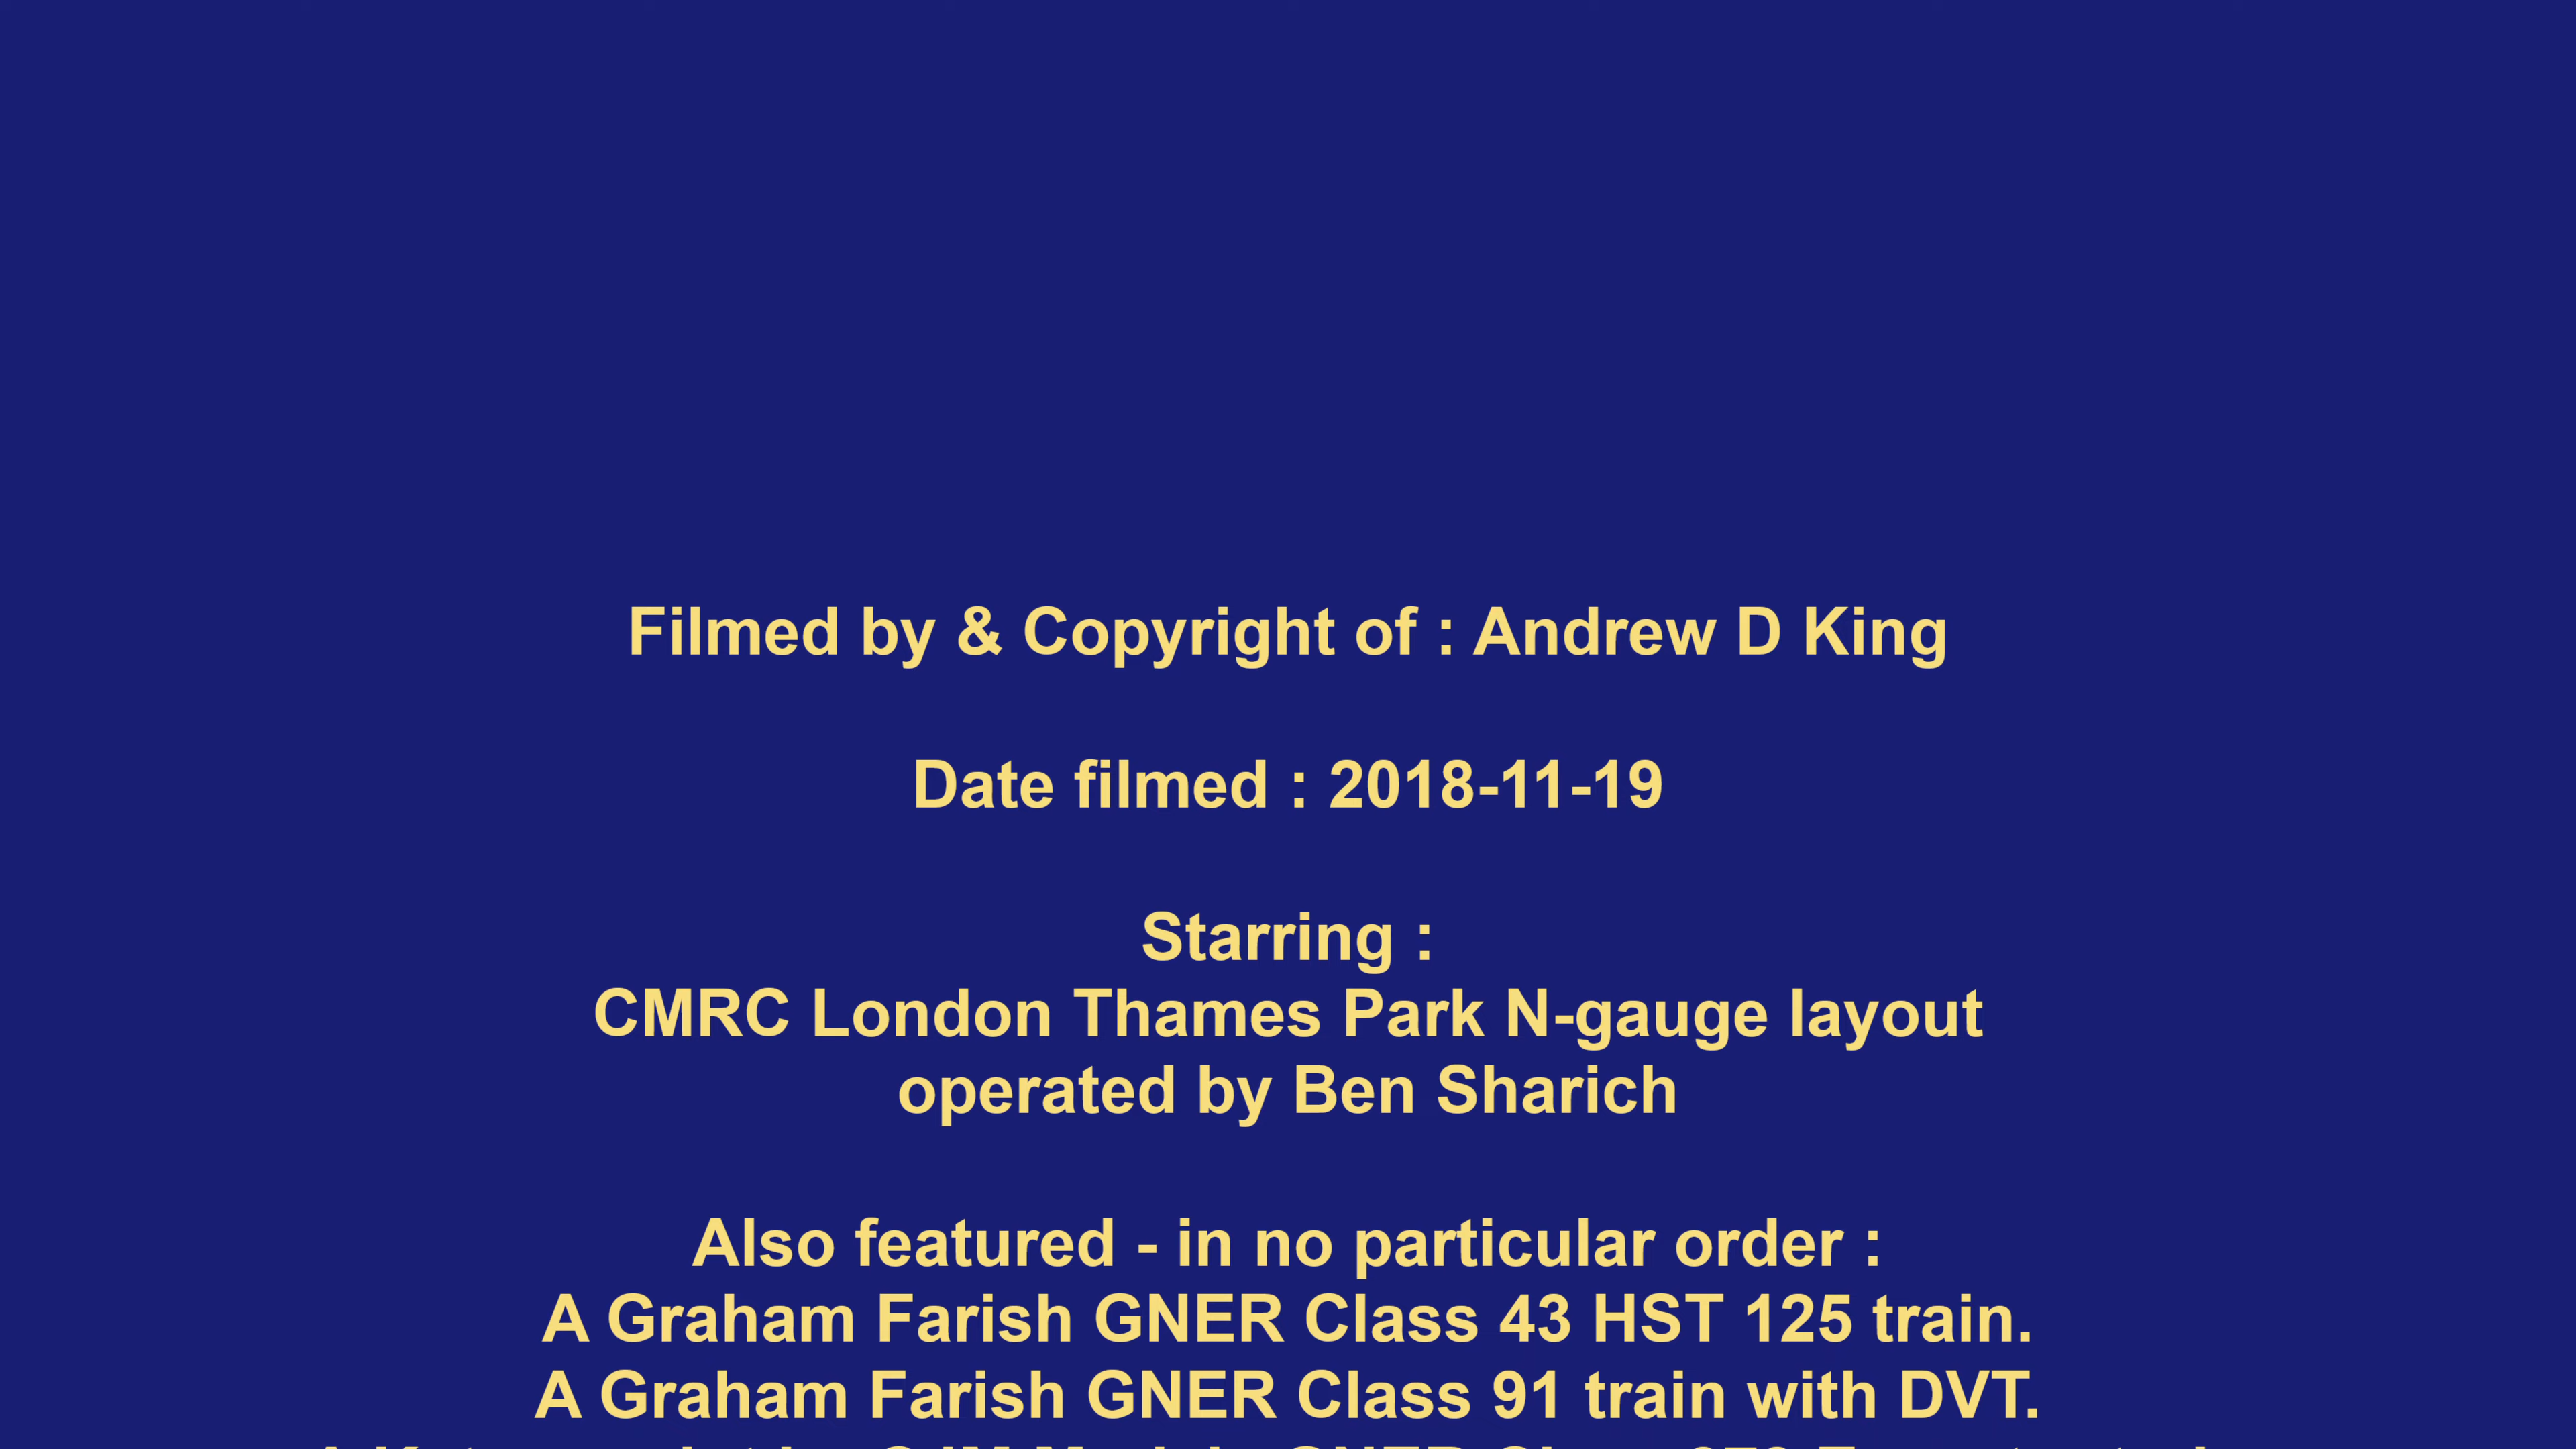 Filmed by & Copyright of : Andrew D King
Date filmed : 2018-11-19
Starring :
CMRC London Thames Park N-gauge layout
operated by Ben Sharich
Also featured - in no particular order :
A Graham Farish GNER Class 43 HST 125 train.
A Graham Farish GNER Class 91 train with DVT.